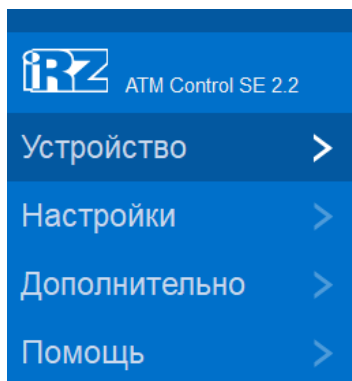 iRZ ATM Control SE 2.2
Устройство
Настройки
Дополнительно
Помощь